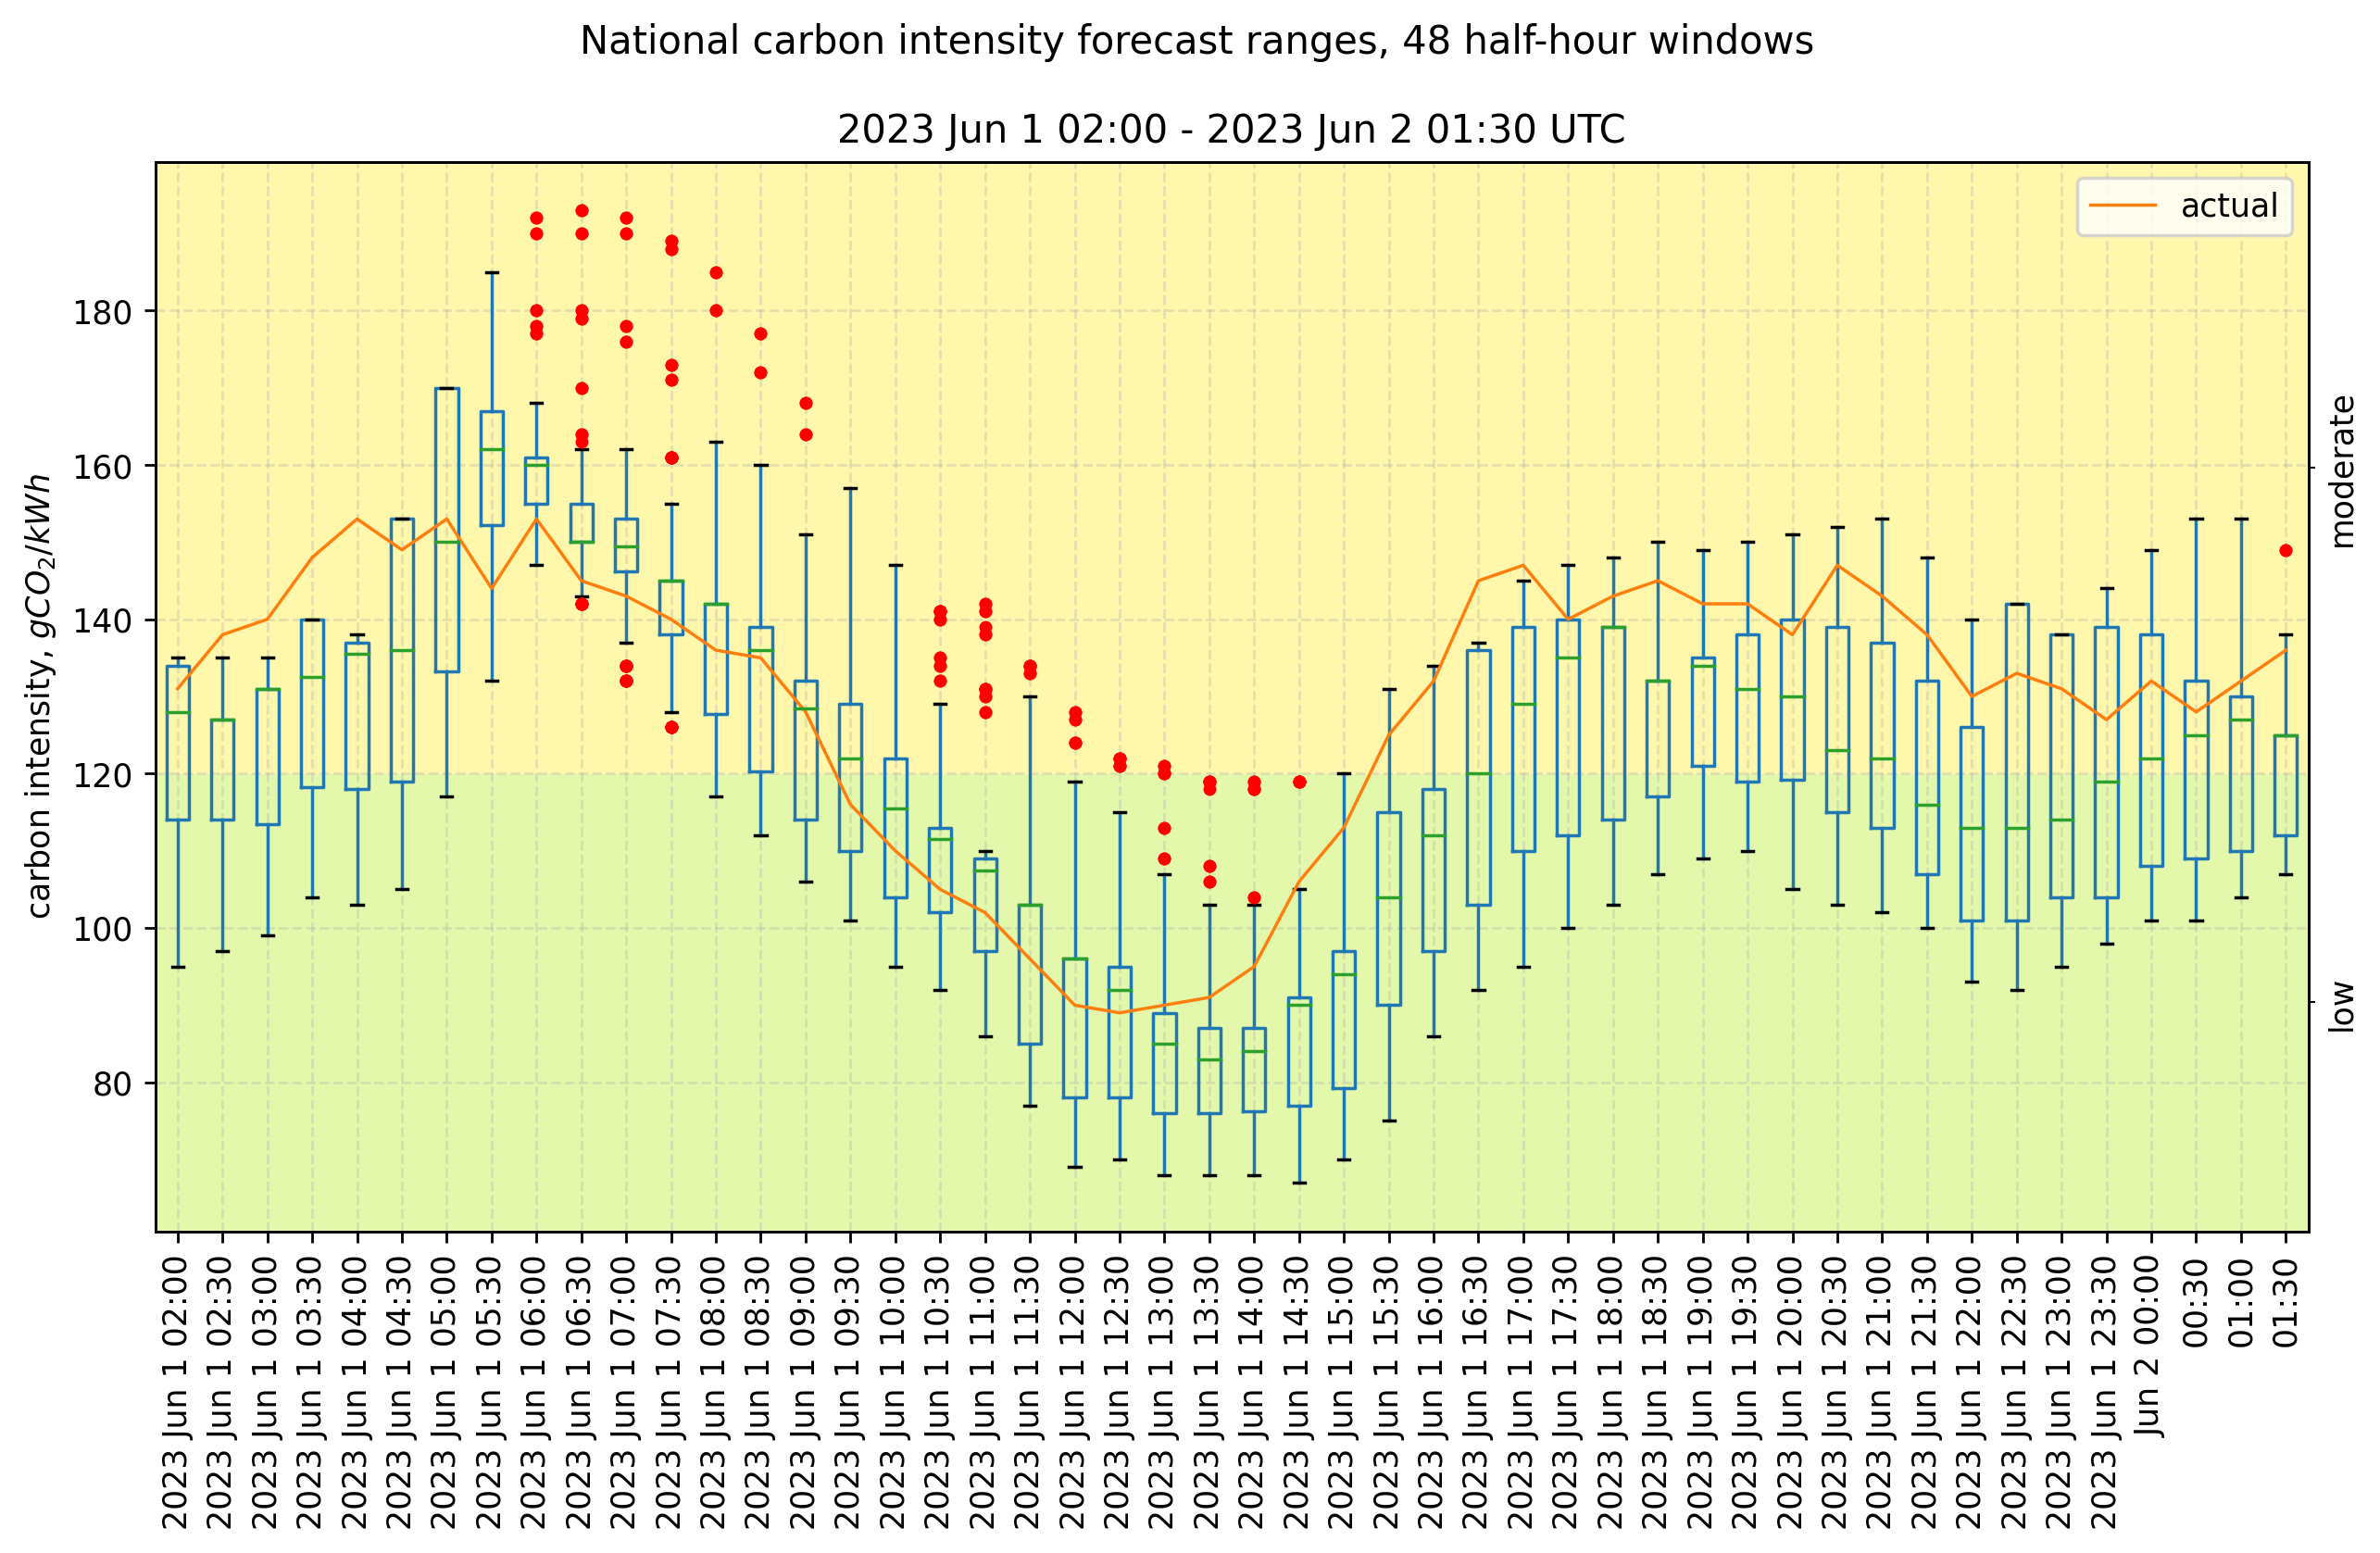 National carbon intensity forecast ranges, 48 half-hour windows
2023 Jun 1 02:00 - 2023 Jun 2 01:30 UTC
actual
carbon intensity, gCO₂/kWh
180
160
140
120
100
80
moderate
low
2023 Jun 1 02:00
2023 Jun 1 02:30
2023 Jun 1 03:00
2023 Jun 1 03:30
2023 Jun 1 04:00
2023 Jun 1 04:30
2023 Jun 1 05:00
2023 Jun 1 05:30
2023 Jun 1 06:00
2023 Jun 1 06:30
2023 Jun 1 07:00
2023 Jun 1 07:30
2023 Jun 1 08:00
2023 Jun 1 08:30
2023 Jun 1 09:00
2023 Jun 1 09:30
2023 Jun 1 10:00
2023 Jun 1 10:30
2023 Jun 1 11:00
2023 Jun 1 11:30
2023 Jun 1 12:00
2023 Jun 1 12:30
2023 Jun 1 13:00
2023 Jun 1 13:30
2023 Jun 1 14:00
2023 Jun 1 14:30
2023 Jun 1 15:00
2023 Jun 1 15:30
2023 Jun 1 16:00
2023 Jun 1 16:30
2023 Jun 1 17:00
2023 Jun 1 17:30
2023 Jun 1 18:00
2023 Jun 1 18:30
2023 Jun 1 19:00
2023 Jun 1 19:30
2023 Jun 1 20:00
2023 Jun 1 20:30
2023 Jun 1 21:00
2023 Jun 1 21:30
2023 Jun 1 22:00
2023 Jun 1 22:30
2023 Jun 1 23:00
2023 Jun 1 23:30
Jun 2 00:00
00:30
01:00
01:30